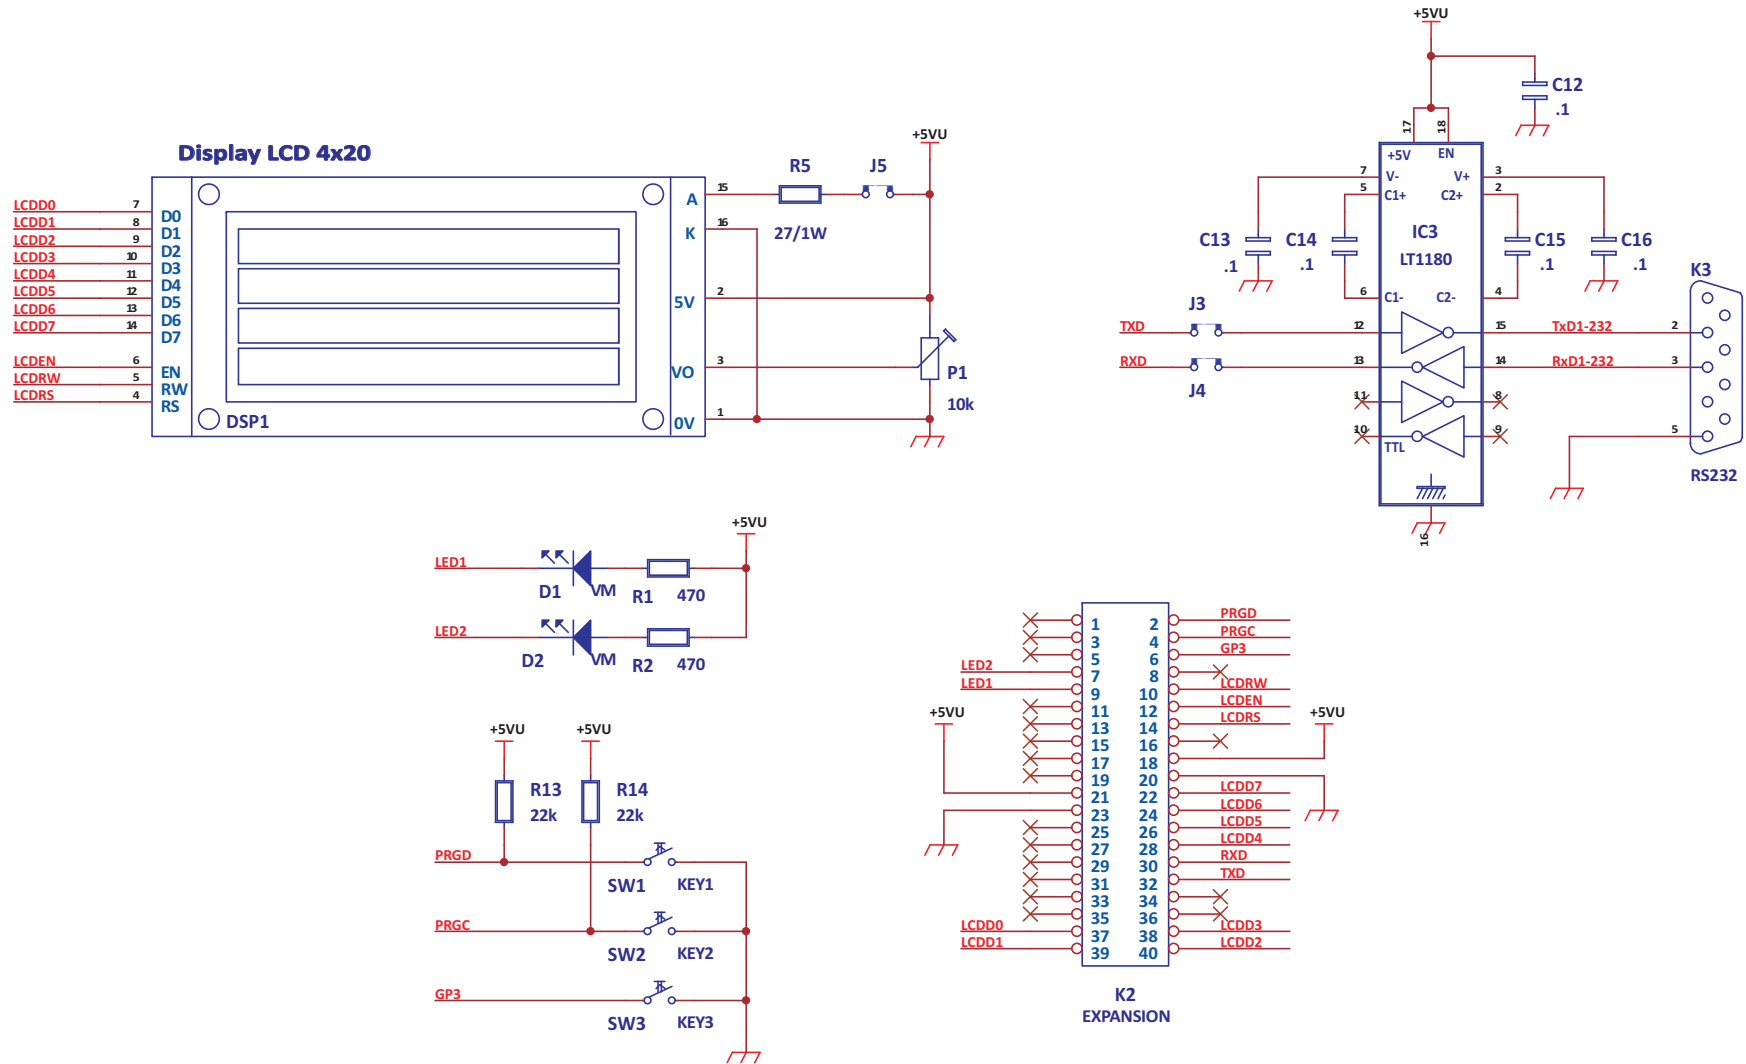 Display LCD 4x20
LCDD0 7 D0
LCDD1 8 D1
LCDD2 9 D2
LCDD3 10 D3
LCDD4 11 D4
LCDD5 12 D5
LCDD6 13 D6
LCDD7 14 D7
LCDEN 6 EN
LCDRW 5 RW
LCDRS 4 RS
DSP1
A 15
K 16
5V 2
VO 3
0V 1
R5
27/1W
J5
+5VU
P1
10k
+5VU
C12
.1
17 18
+5V EN
7 V- V+ 3
5 C1+ C2+ 2
IC3
LT1180
C13
.1
C14
.1
C15
.1
C16
.1
6 C1- C2- 4
J3
TXD 12 15 TxD1-232 2
RXD 13 14 RxD1-232 3
J4
11 8
10 TTL 9
5
16
K3
RS232
+5VU
LED1
D1 VM R1 470
LED2
D2 VM R2 470
+5VU +5VU
R13
22k
R14
22k
PRGD
SW1 KEY1
PRGC
SW2 KEY2
GP3
SW3 KEY3
1 2 PRGD
3 4 PRGC
5 6 GP3
LED2 7 8
LED1 9 10 LCDRW
11 12 LCDEN
+5VU 13 14 LCDRS +5VU
15 16
17 18
19 20
21 22 LCDD7
23 24 LCDD6
25 26 LCDD5
27 28 LCDD4
29 30 RXD
31 32 TXD
33 34
35 36
LCDD0 37 38 LCDD3
LCDD1 39 40 LCDD2
K2
EXPANSION